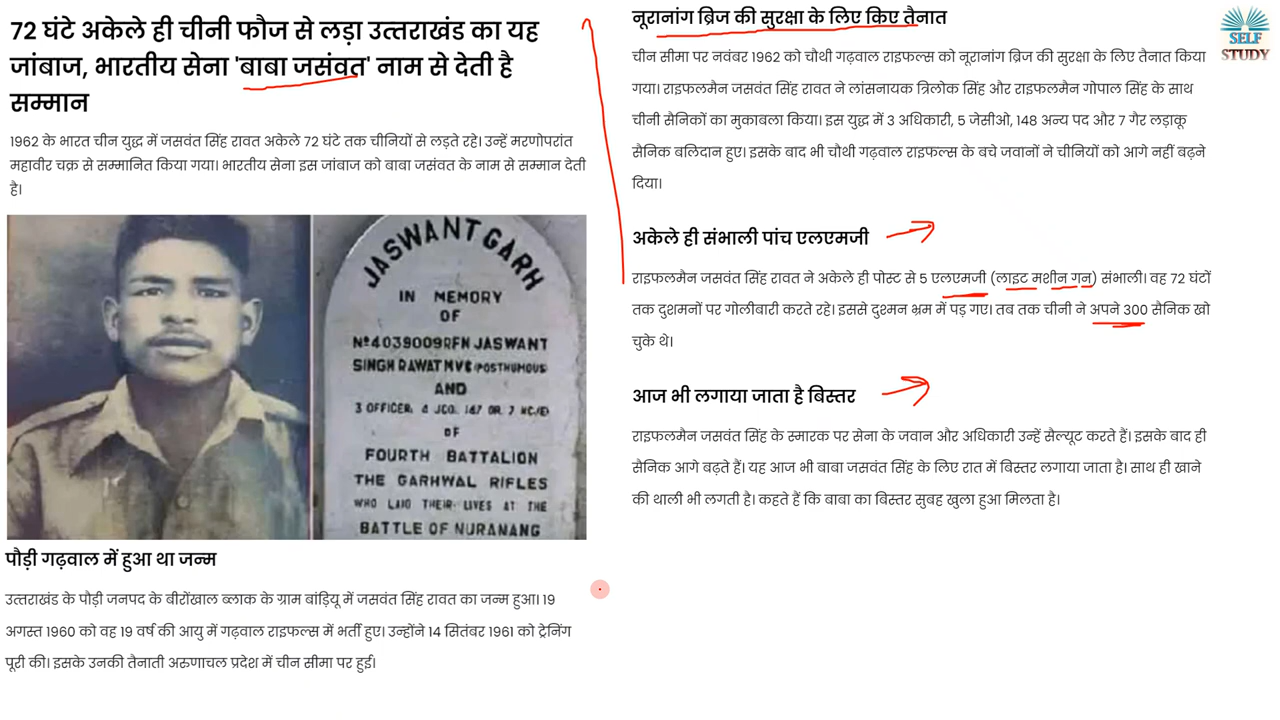 72 घंटे अकेले ही चीनी फौज से लड़ा उत्तराखंड का यह
जांबाज, भारतीय सेना 'बाबा जसंवत' नाम से देती है
सम्मान
1962 के भारत चीन युद्ध में जसवंत सिंह रावत अकेले 72 घंटे तक चीनियों से लड़ते रहे। उन्हें मरणोपरांत
महावीर चक्र से सम्मानित किया गया। भारतीय सेना इस जांबाज को बाबा जसवंत के नाम से सम्मान देती
है।
JASWANT GARH
IN MEMORY
OF
Nº4039009RFN JASWANT
SINGH RAWAT MVC (POSTHUMOUS)
AND
3 OFFICER, 4 JCO, 147 OR, 7 NC(E)
OF
FOURTH BATTALION
THE GARHWAL RIFLES
WHO LAID THEIR LIVES AT THE
BATTLE OF NURANANG
पौड़ी गढ़वाल में हुआ था जन्म
उत्तराखंड के पौड़ी जनपद के बीरोंखाल ब्लाक के ग्राम बांड़ियू में जसवंत सिंह रावत का जन्म हुआ। 19
अगस्त 1960 को वह 19 वर्ष की आयु में गढ़वाल राइफल्स में भर्ती हुए। उन्होंने 14 सितंबर 1961 को ट्रेनिंग
पूरी की। इसके उनकी तैनाती अरुणाचल प्रदेश में चीन सीमा पर हुई।
नूरानांग ब्रिज की सुरक्षा के लिए किए तैनात
चीन सीमा पर नवंबर 1962 को चौथी गढ़वाल राइफल्स को नूरानांग ब्रिज की सुरक्षा के लिए तैनात किया
गया। राइफलमैन जसवंत सिंह रावत ने लांसनायक त्रिलोक सिंह और राइफलमैन गोपाल सिंह के साथ
चीनी सैनिकों का मुकाबला किया। इस युद्ध में 3 अधिकारी, 5 जेसीओ, 148 अन्य पद और 7 गैर लड़ाकू
सैनिक बलिदान हुए। इसके बाद भी चौथी गढ़वाल राइफल्स के बचे जवानों ने चीनियों को आगे नहीं बढ़ने
दिया।
अकेले ही संभाली पांच एलएमजी
राइफलमैन जसवंत सिंह रावत ने अकेले ही पोस्ट से 5 एलएमजी (लाइट मशीन गन) संभाली। वह 72 घंटों
तक दुशमनों पर गोलीबारी करते रहे। इससे दुश्मन भ्रम में पड़ गए। तब तक चीनी ने अपने 300 सैनिक खो
चुके थे।
आज भी लगाया जाता है बिस्तर
राइफलमैन जसवंत सिंह के स्मारक पर सेना के जवान और अधिकारी उन्हें सैल्यूट करते हैं। इसके बाद ही
सैनिक आगे बढ़ते हैं। यह आज भी बाबा जसवंत सिंह के लिए रात में बिस्तर लगाया जाता है। साथ ही खाने
की थाली भी लगती है। कहते हैं कि बाबा का बिस्तर सुबह खुला हुआ मिलता है।
SELF
STUDY